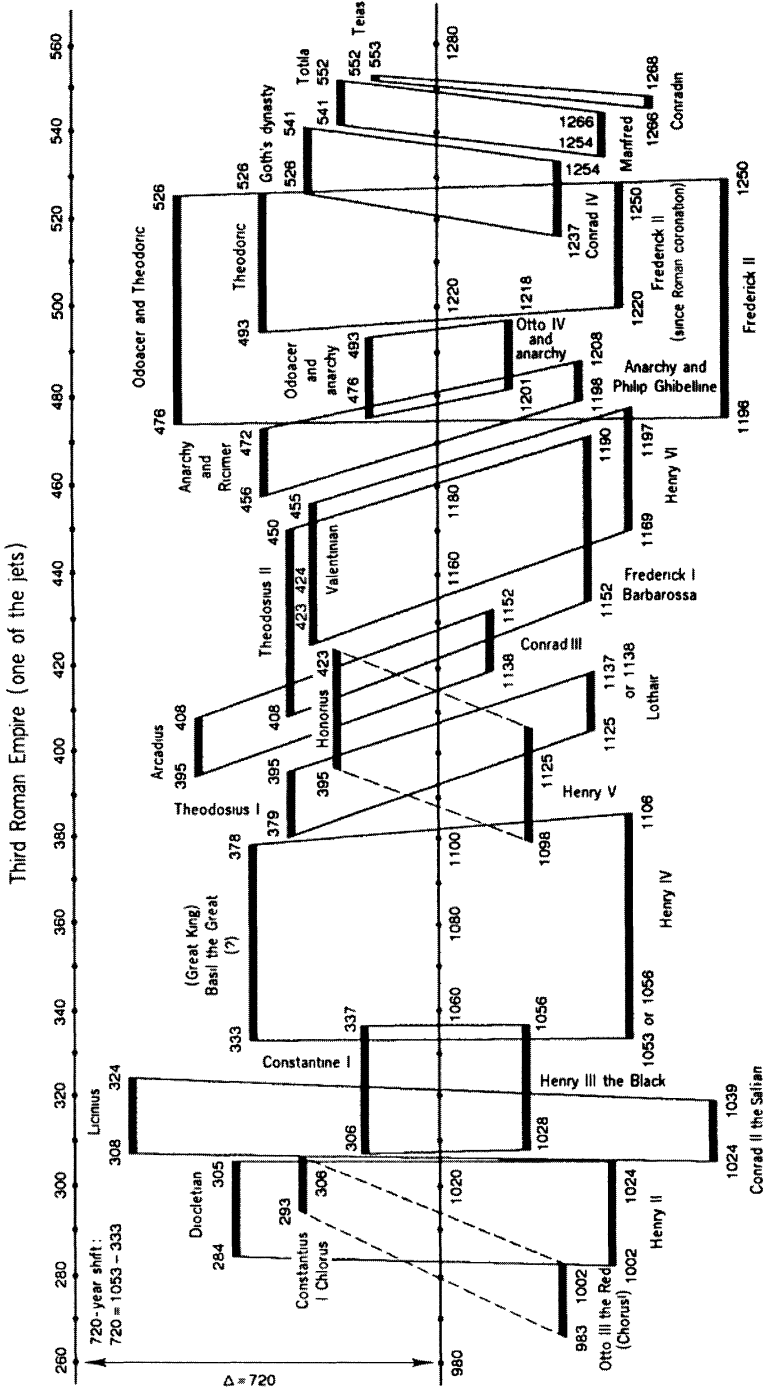 Third Roman Empire (one of the jets)
260
280
300
320
340
360
380
400
420
440
460
480
500
520
540
560
720-year shift:
720 = 1053 – 333
Δ = 720
Licinius
308
324
Diocletian
284
305
293
306
Constantius
I Chlorus
Constantine I
306
337
(Great King)
Basil the Great
(?)
333
378
Theodosius I
379
395
Arcadius
395
408
Honorius
395
423
Theodosius II
408
450
423 424
455
Valentinian
Anarchy
and
Ricimer
456
472
Odoacer and Theodoric
476
526
Odoacer
and
anarchy
476
493
Theodoric
493
526
Goth's dynasty
526
541
Totila
541
552
Teias
552
553
980
1020
1060
1080
1100
1160
1180
1220
1280
983
1002
Otto III the Red
(Chorus!)
1002
1024
Henry II
1024
1039
Conrad II the Salian
1028
1056
Henry III the Black
1053 or 1056
1106
Henry IV
1098
1125
Henry V
1125
1137
or 1138
Lothair
1138
1152
Conrad III
1152
1190
Frederick I
Barbarossa
1169
1197
Henry VI
1198
1208
Anarchy and
Philip Ghibelline
1201
1218
Otto IV
and
anarchy
1196
1250
Frederick II
1220
1250
Frederick II
(since Roman coronation)
1237
1254
Conrad IV
1254
1266
Manfred
1266
1268
Conradin